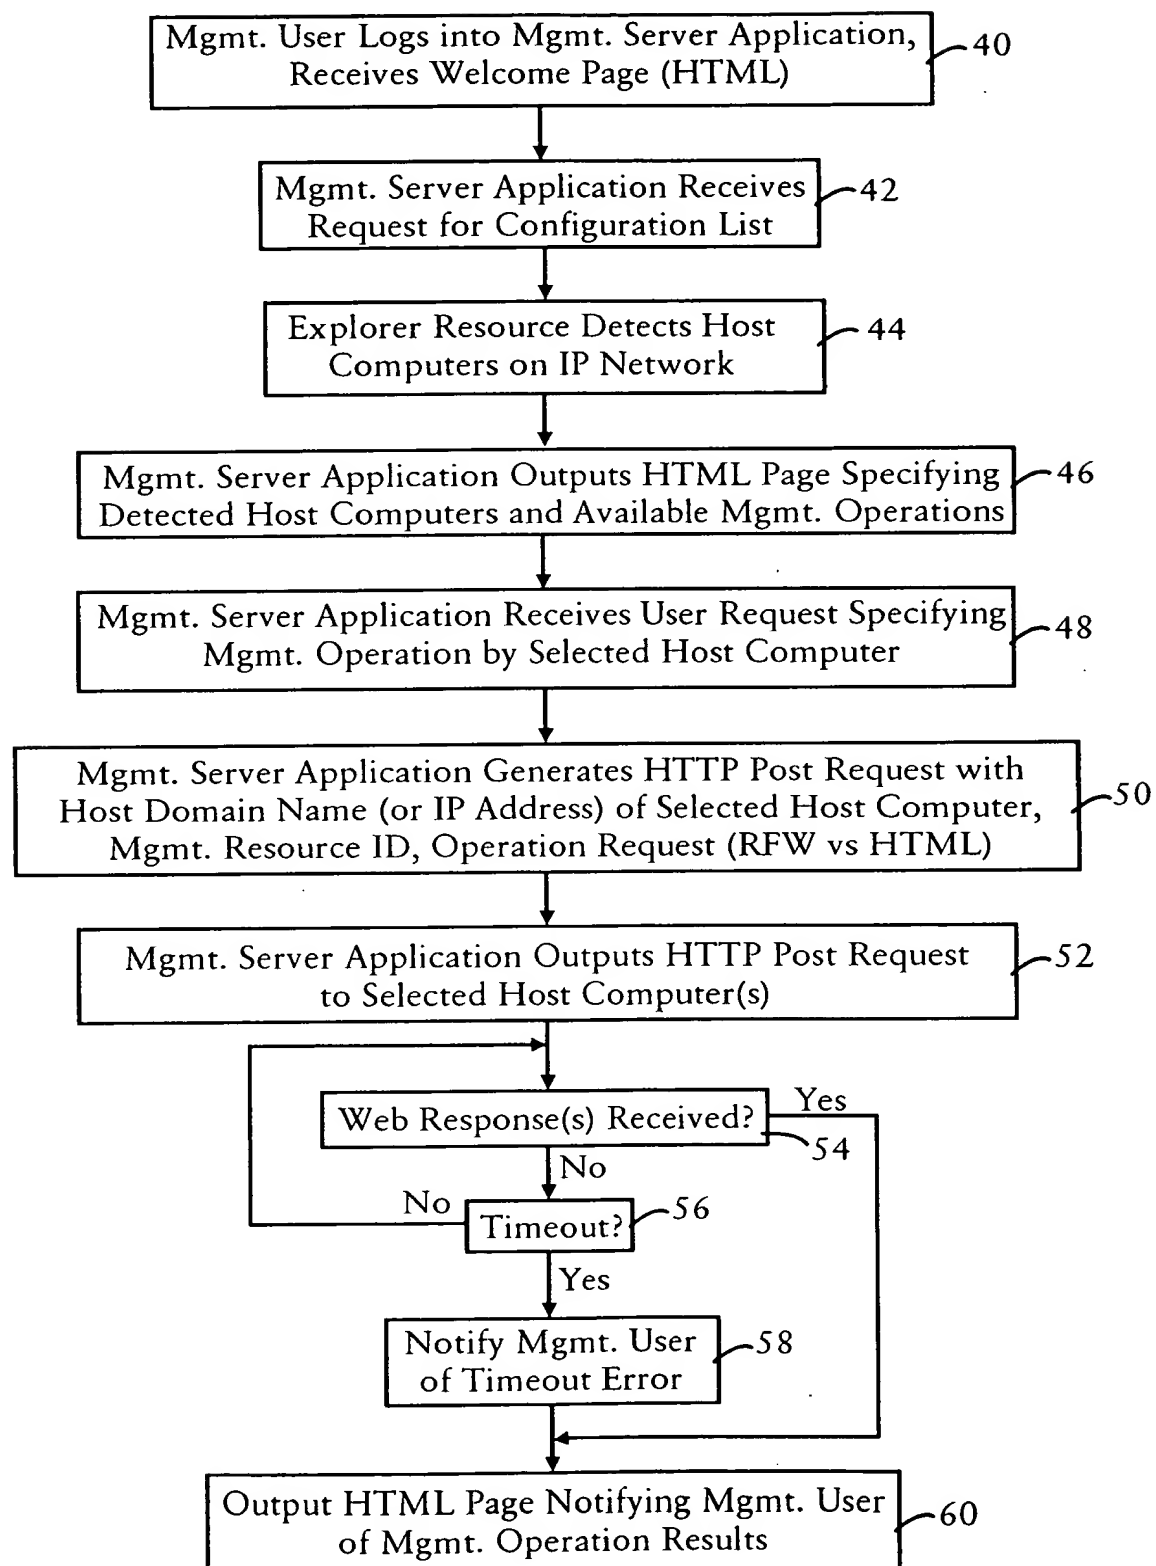 Mgmt. User Logs into Mgmt. Server Application,
Receives Welcome Page (HTML)
40
Mgmt. Server Application Receives
Request for Configuration List
42
Explorer Resource Detects Host
Computers on IP Network
44
Mgmt. Server Application Outputs HTML Page Specifying
Detected Host Computers and Available Mgmt. Operations
46
Mgmt. Server Application Receives User Request Specifying
Mgmt. Operation by Selected Host Computer
48
Mgmt. Server Application Generates HTTP Post Request with
Host Domain Name (or IP Address) of Selected Host Computer,
Mgmt. Resource ID, Operation Request (RFW vs HTML)
50
Mgmt. Server Application Outputs HTTP Post Request
to Selected Host Computer(s)
52
Web Response(s) Received?
Yes
54
No
No
Timeout?
56
Yes
Notify Mgmt. User
of Timeout Error
58
Output HTML Page Notifying Mgmt. User
of Mgmt. Operation Results
60